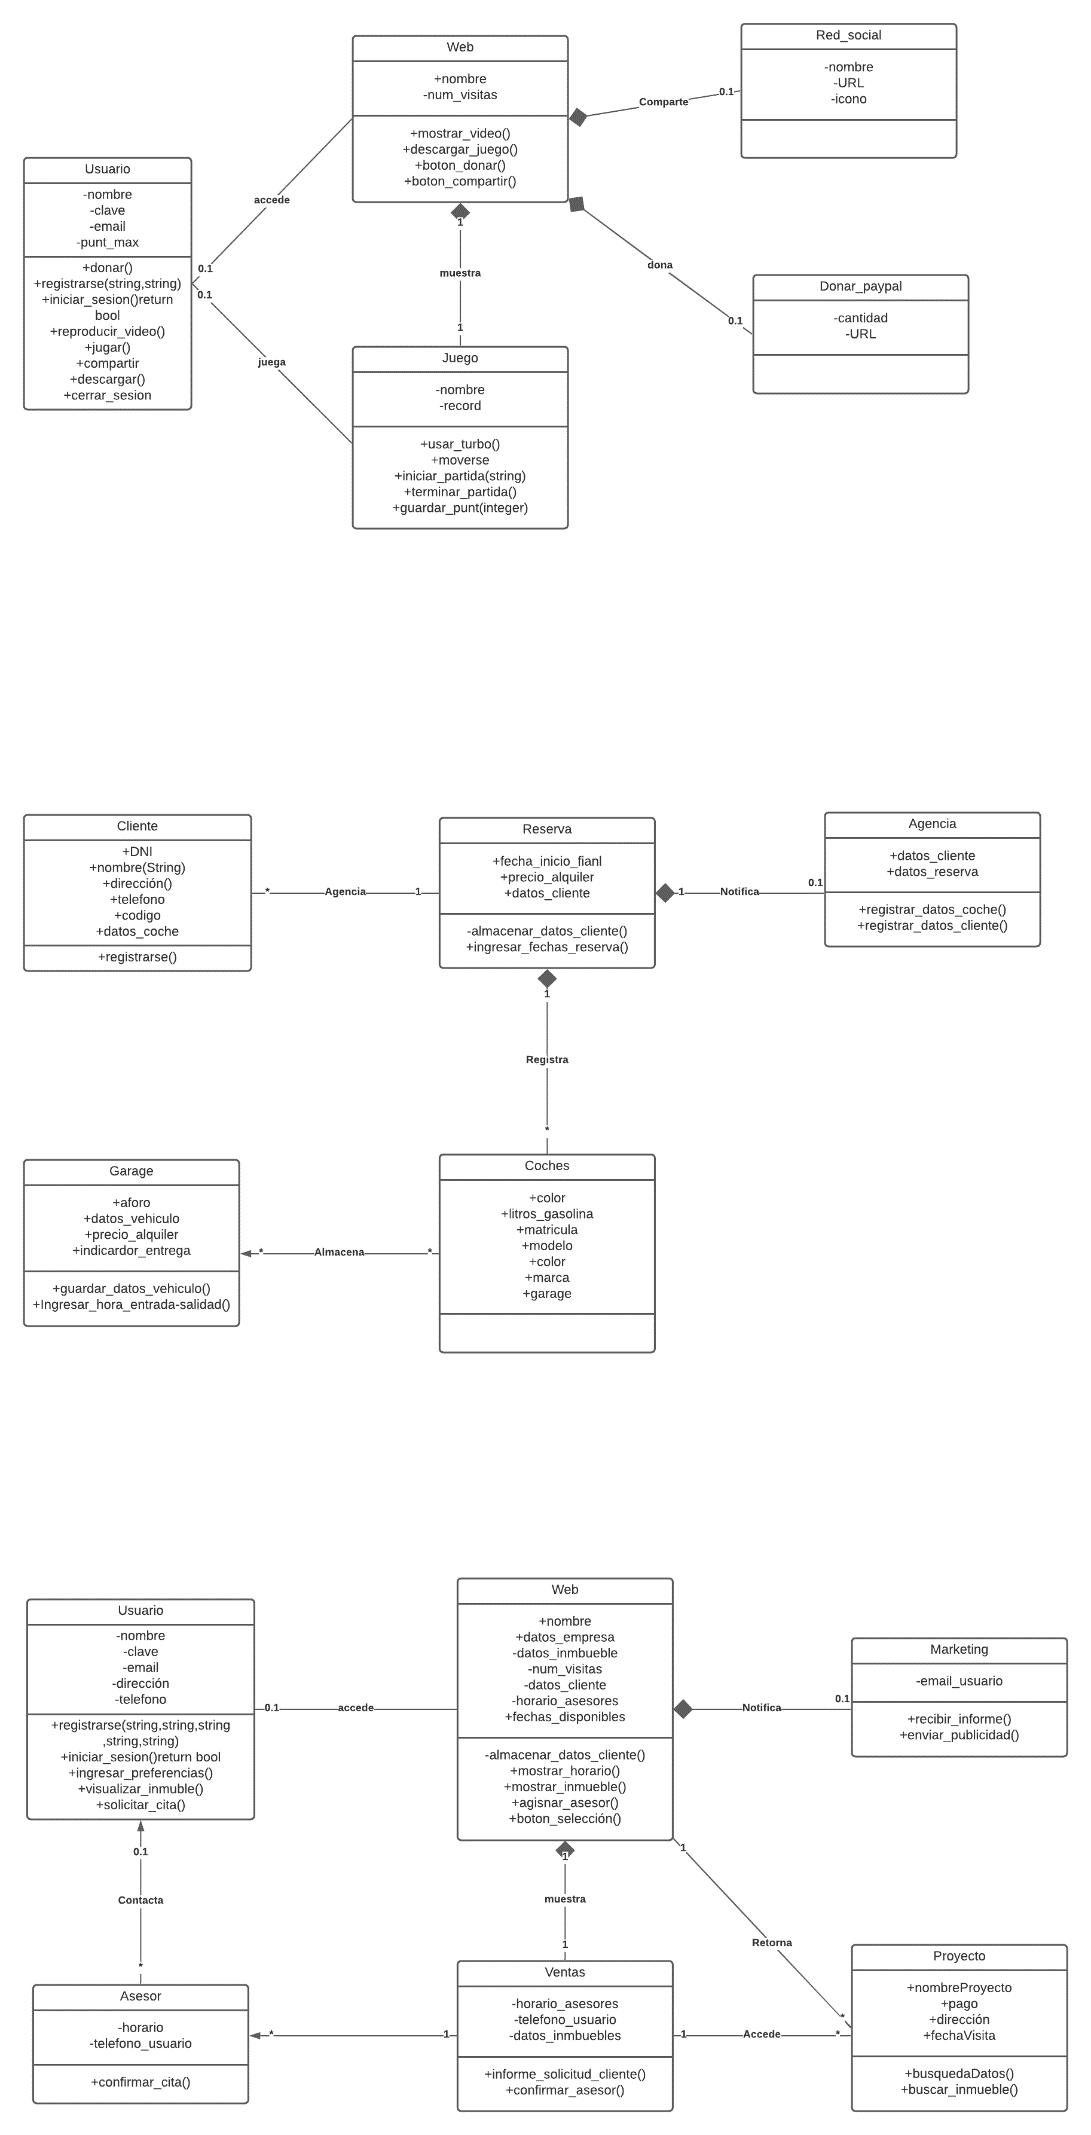 Web
+nombre
-num_visitas
+mostrar_video()
+descargar_juego()
+boton_donar()
+boton_compartir()
Red_social
-nombre
-URL
-icono
Comparte
0.1
Usuario
-nombre
-clave
-email
-punt_max
+donar()
+registrarse(string,string)
+iniciar_sesion()return
bool
+reproducir_video()
+jugar()
+compartir
+descargar()
+cerrar_sesion
accede
0.1
0.1
juega
1
muestra
1
dona
0.1
Donar_paypal
-cantidad
-URL
Juego
-nombre
-record
+usar_turbo()
+moverse
+iniciar_partida(string)
+terminar_partida()
+guardar_punt(integer)
Cliente
+DNI
+nombre(String)
+dirección()
+telefono
+codigo
+datos_coche
+registrarse()
*
Agencia
1
Reserva
+fecha_inicio_fianl
+precio_alquiler
+datos_cliente
-almacenar_datos_cliente()
+ingresar_fechas_reserva()
1
Notifica
0.1
Agencia
+datos_cliente
+datos_reserva
+registrar_datos_coche()
+registrar_datos_cliente()
1
Registra
*
Garage
+aforo
+datos_vehiculo
+precio_alquiler
+indicardor_entrega
+guardar_datos_vehiculo()
+Ingresar_hora_entrada-salidad()
*
Almacena
*
Coches
+color
+litros_gasolina
+matricula
+modelo
+color
+marca
+garage
Usuario
-nombre
-clave
-email
-dirección
-telefono
+registrarse(string,string,string
,string,string)
+iniciar_sesion()return bool
+ingresar_preferencias()
+visualizar_inmuble()
+solicitar_cita()
0.1
accede
Web
+nombre
+datos_empresa
-datos_inmbueble
-num_visitas
-datos_cliente
-horario_asesores
+fechas_disponibles
-almacenar_datos_cliente()
+mostrar_horario()
+mostrar_inmueble()
+agisnar_asesor()
+boton_selección()
Notifica
0.1
Marketing
-email_usuario
+recibir_informe()
+enviar_publicidad()
0.1
Contacta
*
1
muestra
1
1
Retorna
*
Asesor
-horario
-telefono_usuario
+confirmar_cita()
*
1
Ventas
-horario_asesores
-telefono_usuario
-datos_inmbuebles
+informe_solicitud_cliente()
+confirmar_asesor()
1
Accede
*
Proyecto
+nombreProyecto
+pago
+dirección
+fechaVisita
+busquedaDatos()
+buscar_inmueble()